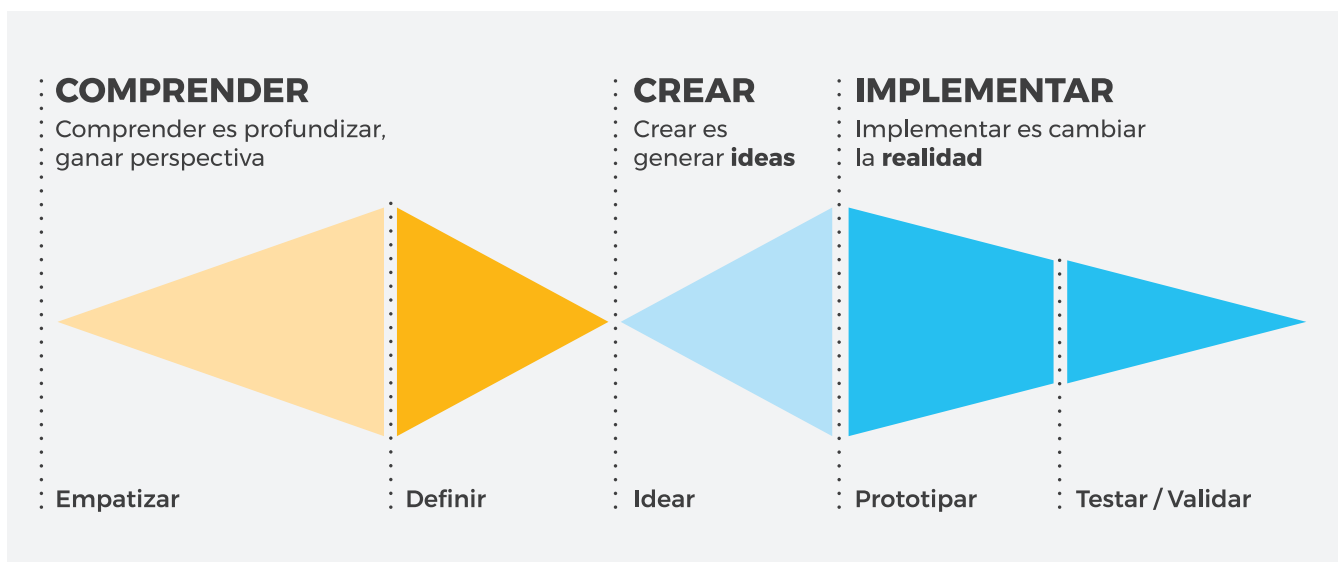 COMPRENDER
Comprender es profundizar,
ganar perspectiva
CREAR
Crear es
generar ideas
IMPLEMENTAR
Implementar es cambiar
la realidad
Empatizar
Definir
Idear
Prototipar
Testar / Validar